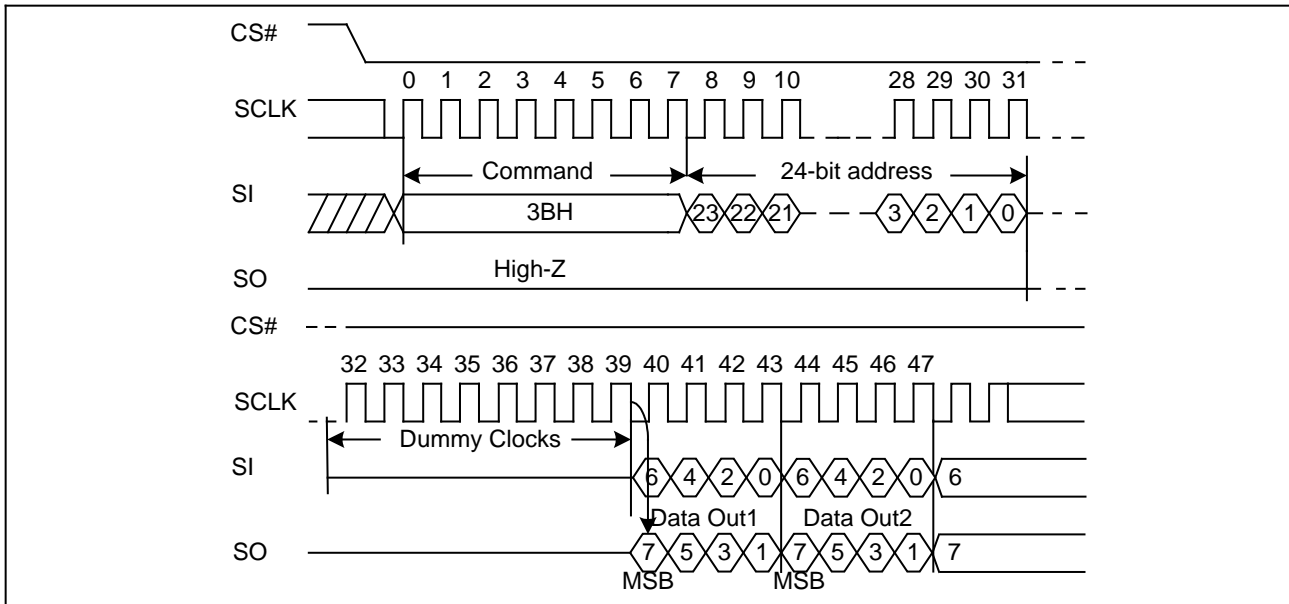 CS#
0 1 2 3 4 5 6 7 8 9 10 28 29 30 31
SCLK
Command 24-bit address
SI
3BH 23 22 21 3 2 1 0
High-Z
SO
CS#
32 33 34 35 36 37 38 39 40 41 42 43 44 45 46 47
SCLK
Dummy Clocks
SI
6 4 2 0 6 4 2 0 6
Data Out1 Data Out2
SO
7 5 3 1 7 5 3 1 7
MSB MSB